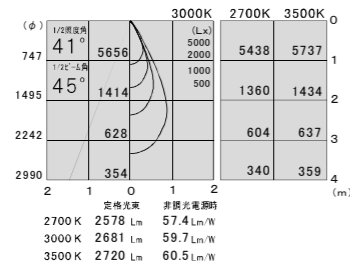 (φ) 3000K 2700K 3500K
1/2照度角 (Lx) 0
41° 5000
5656 2000 5438 5737
747 1
1/2ビーム角 1000
45° 500
1414 1360 1434
1495 2
628 604 637
2242 3
354 340 359
2990 4
2 1 0 1 2 (m)
定格光束 非調光電源時
2700K 2578 Lm 57.4 Lm/W
3000K 2681 Lm 59.7 Lm/W
3500K 2720 Lm 60.5 Lm/W